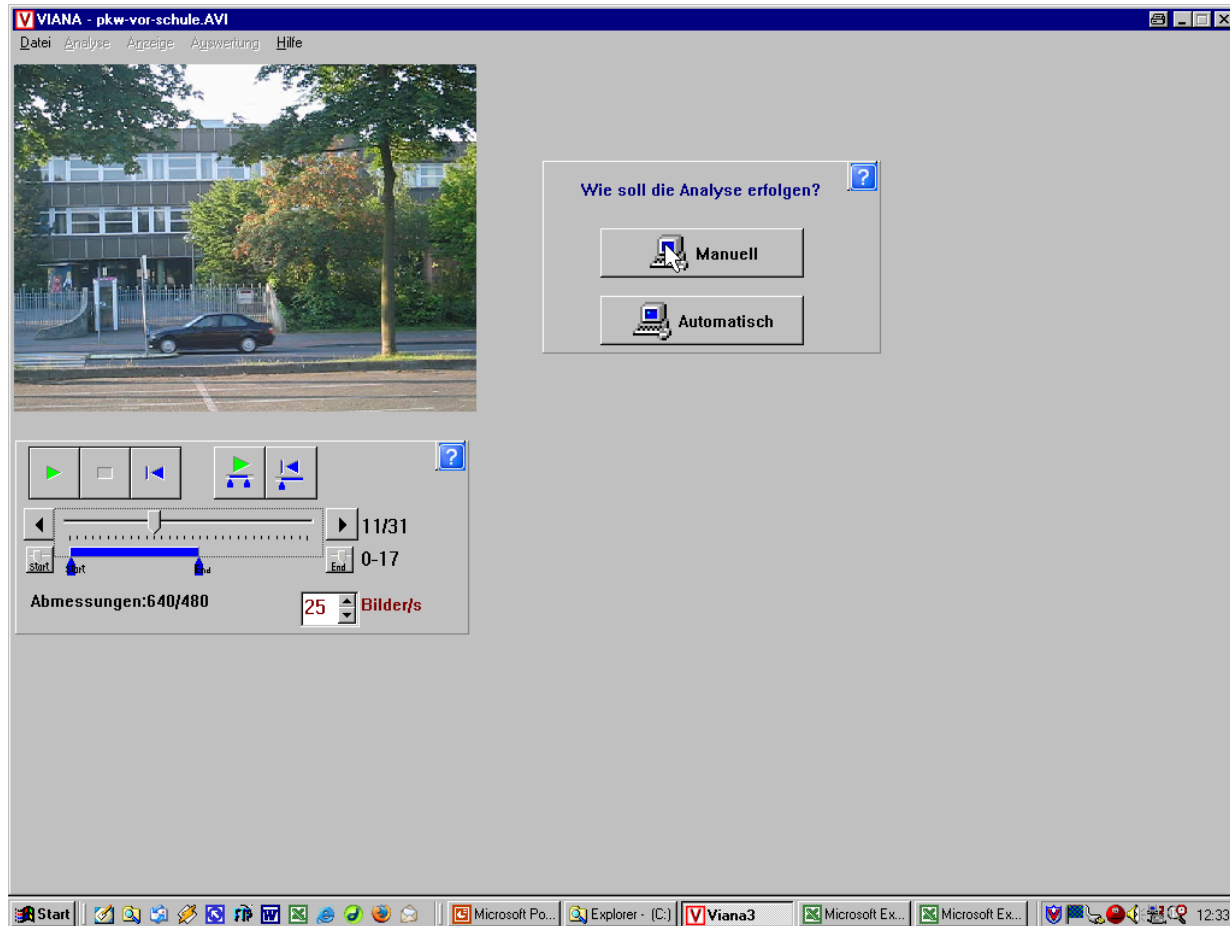 VIANA - pkw-vor-schule.AVI
Datei Analyse Anzeige Auswertung Hilfe
Wie soll die Analyse erfolgen?
Manuell
Automatisch
11/31
Start Start End End 0-17
Abmessungen:640/480
25 Bilder/s
Start Microsoft Po... Explorer - (C:) Viana3 Microsoft Ex... Microsoft Ex... 12:33